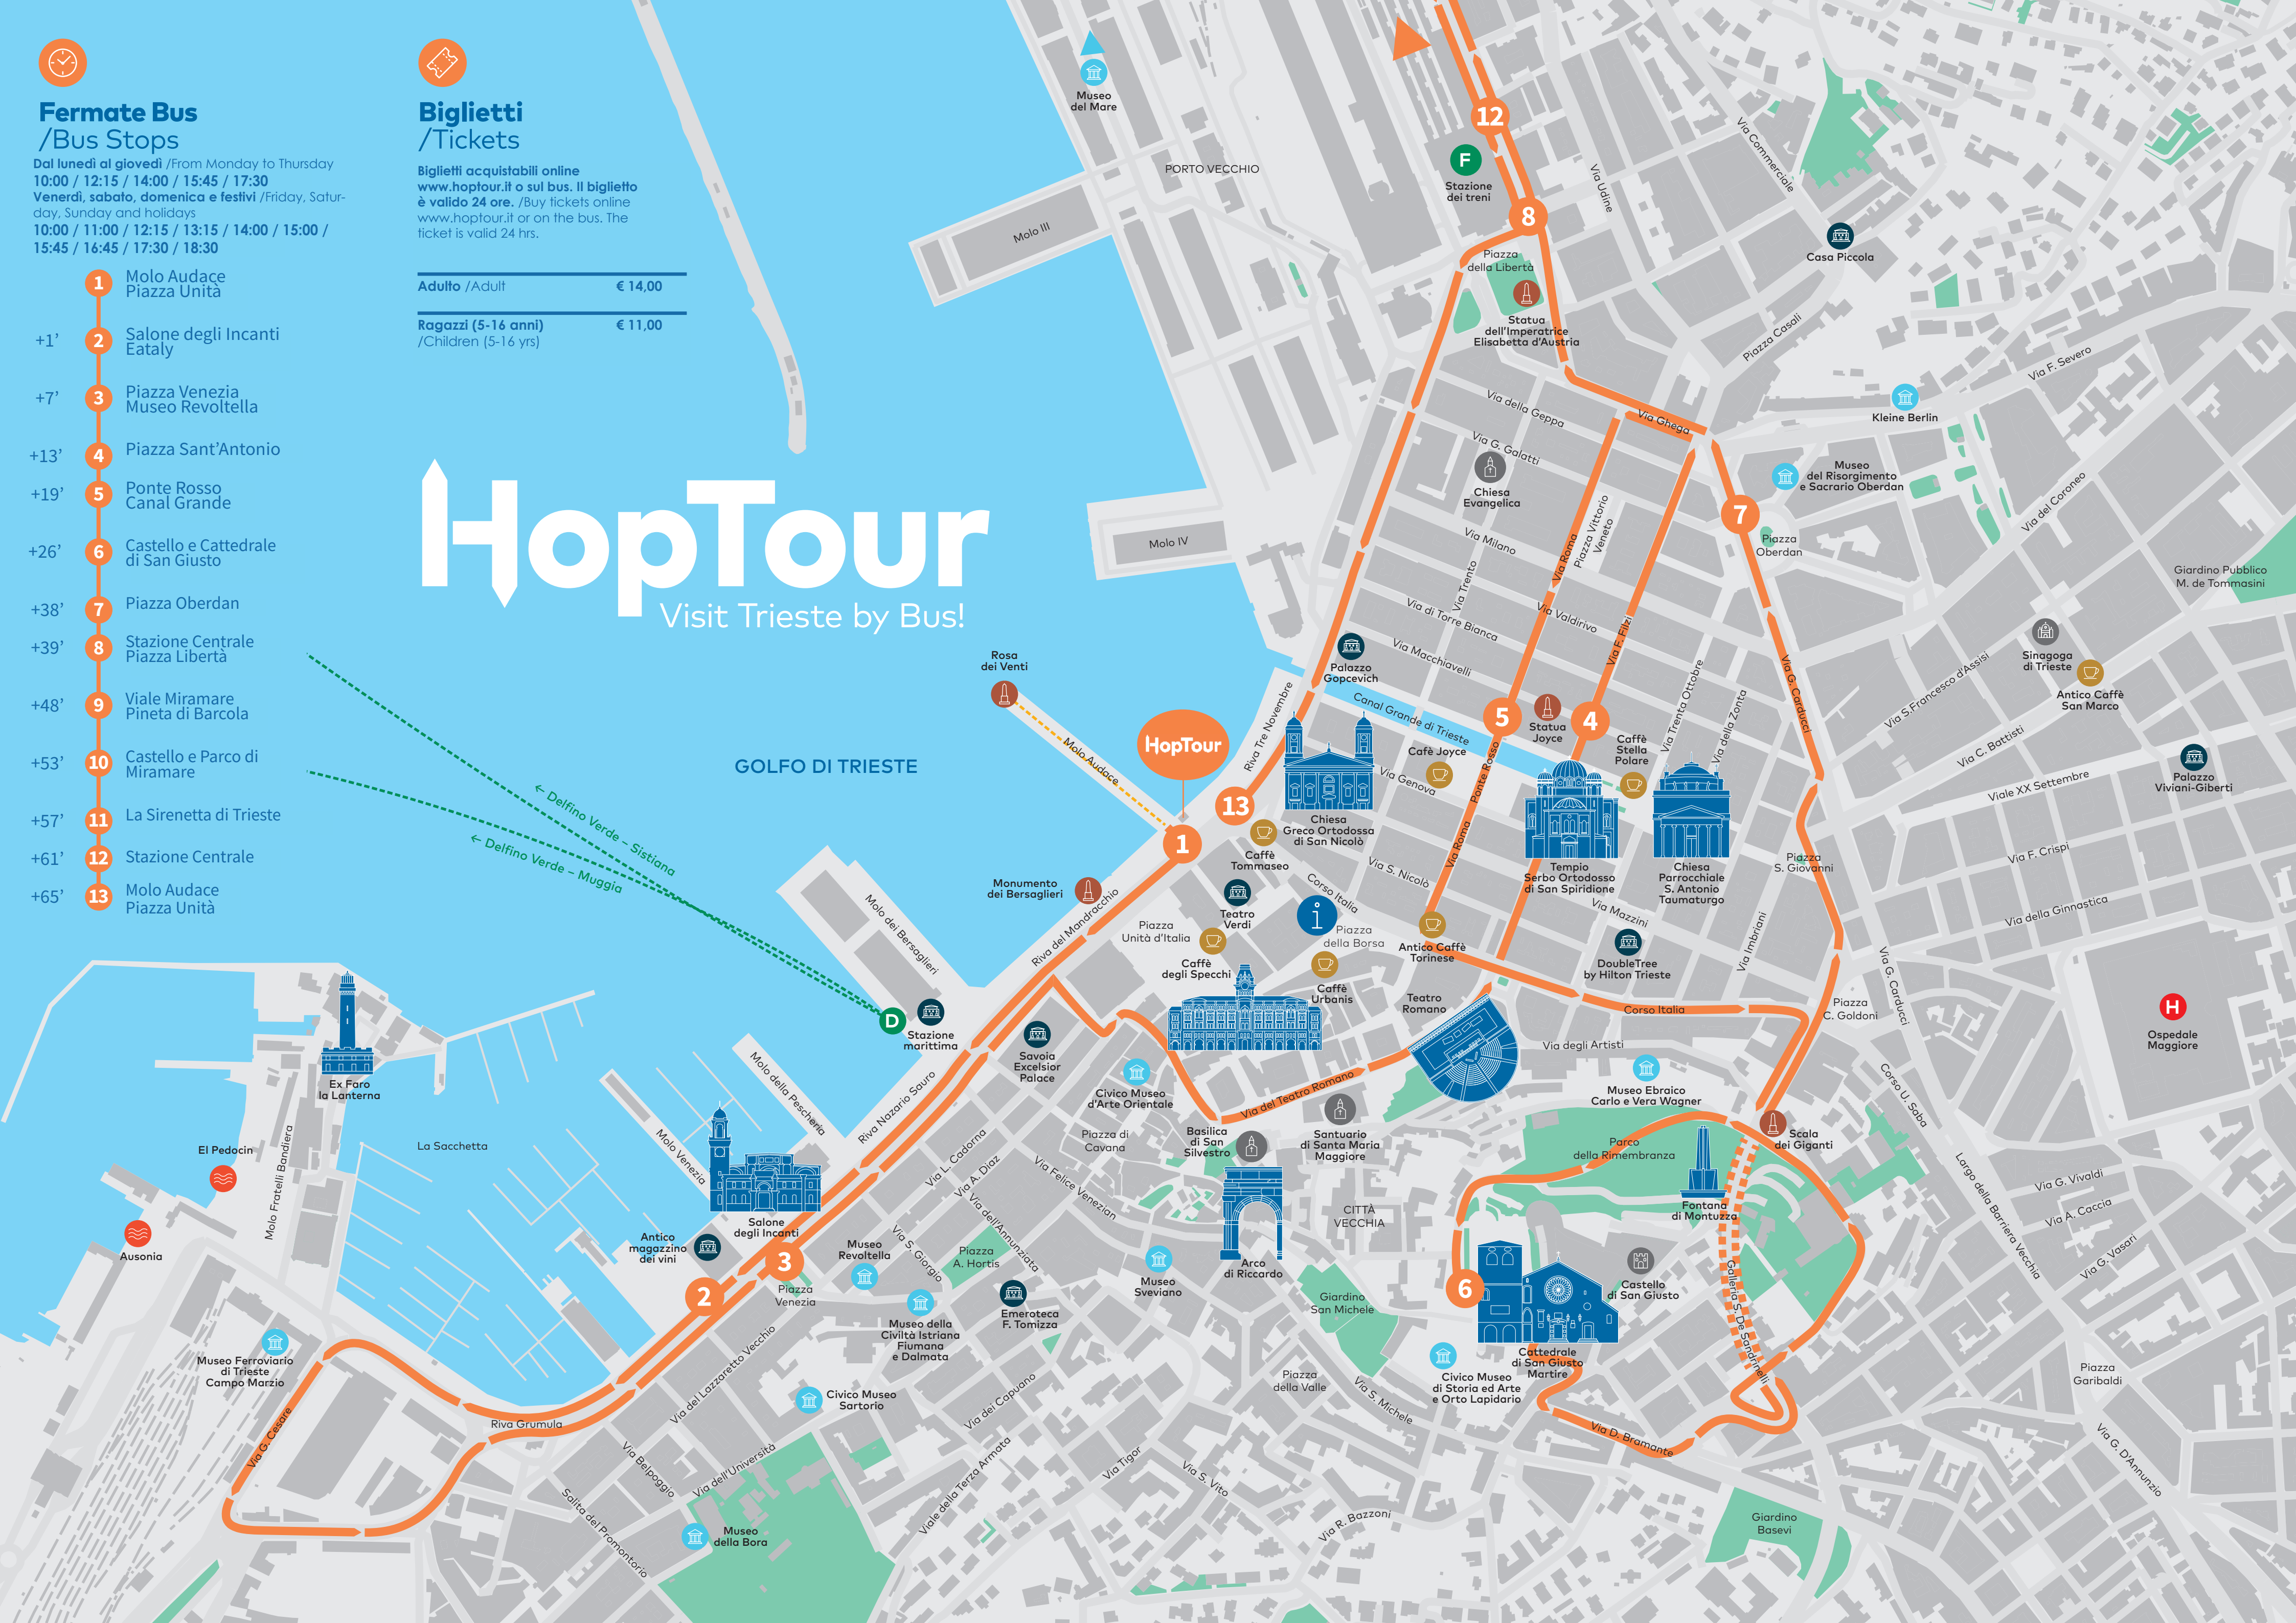 Fermate Bus
/Bus Stops
Dal lunedì al giovedì /From Monday to Thursday
10:00 / 12:15 / 14:00 / 15:45 / 17:30
Venerdì, sabato, domenica e festivi /Friday, Satur-
day, Sunday and holidays
10:00 / 11:00 / 12:15 / 13:15 / 14:00 / 15:00 /
15:45 / 16:45 / 17:30 / 18:30
1 Molo Audace
Piazza Unità
+1’ 2 Salone degli Incanti
Eataly
+7’ 3 Piazza Venezia
Museo Revoltella
+13’ 4 Piazza Sant’Antonio
+19’ 5 Ponte Rosso
Canal Grande
+26’ 6 Castello e Cattedrale
di San Giusto
+38’ 7 Piazza Oberdan
+39’ 8 Stazione Centrale
Piazza Libertà
+48’ 9 Viale Miramare
Pineta di Barcola
+53’ 10 Castello e Parco di
Miramare
+57’ 11 La Sirenetta di Trieste
+61’ 12 Stazione Centrale
+65’ 13 Molo Audace
Piazza Unità
Biglietti
/Tickets
Biglietti acquistabili online
www.hoptour.it o sul bus. Il biglietto
è valido 24 ore. /Buy tickets online
www.hoptour.it or on the bus. The
ticket is valid 24 hrs.
Adulto /Adult € 14,00
Ragazzi (5-16 anni) € 11,00
/Children (5-16 yrs)
HopTour
Visit Trieste by Bus!
GOLFO DI TRIESTE
← Delfino Verde – Sistiana
← Delfino Verde – Muggia
Museo
del Mare
PORTO VECCHIO
Molo III
Molo IV
12
F
Stazione
dei treni
8
Piazza
della Libertà
Statua
dell’Imperatrice
Elisabetta d’Austria
Via Udine
Via Commerciale
Casa Piccola
Piazza Casali
Via F. Severo
Kleine Berlin
Via Ghega
Via della Geppa
Via G. Galatti
Chiesa
Evangelica
Museo
del Risorgimento
e Sacrario Oberdan
7
Piazza
Oberdan
Via del Coroneo
Giardino Pubblico
M. de Tommasini
Via Milano
Via Trento
Via Roma
Piazza Vittorio
Veneto
Via Valdirivo
Via F. Filzi
Via di Torre Bianca
Via Macchiavelli
Palazzo
Gopcevich
Canal Grande di Trieste
Riva Tre Novembre
Rosa
dei Venti
Molo Audace
HopTour
13
1
5
Statua
Joyce
4
Caffè
Stella
Polare
Via Trenta Ottobre
Via della Zonta
Via G. Carducci
Sinagoga
di Trieste
Antico Caffè
San Marco
Via S.Francesco d’Assisi
Via C. Battisti
Viale XX Settembre
Palazzo
Viviani-Giberti
Via F. Crispi
Via della Ginnastica
Cafè Joyce
Via Genova
Ponte Rosso
Via Roma
Chiesa
Greco Ortodossa
di San Nicolò
Tempio
Serbo Ortodosso
di San Spiridione
Chiesa
Parrocchiale
S. Antonio
Taumaturgo
Piazza
S. Giovanni
Caffè
Tommaseo
Via S. Nicolò
Corso Italia
Teatro
Verdi
i
Piazza
della Borsa
Monumento
dei Bersaglieri
Riva del Mandracchio
Piazza
Unità d’Italia
Caffè
degli Specchi
Caffè
Urbanis
Antico Caffè
Torinese
Via Mazzini
DoubleTree
by Hilton Trieste
Via Imbriani
Corso Italia
Piazza
C. Goldoni
Via G. Carducci
H
Ospedale
Maggiore
Molo dei Bersaglieri
D
Stazione
marittima
Savoia
Excelsior
Palace
Civico Museo
d’Arte Orientale
Teatro
Romano
Via del Teatro Romano
Via degli Artisti
Museo Ebraico
Carlo e Vera Wagner
Corso U. Saba
Scala
dei Giganti
Ex Faro
la Lanterna
Molo Fratelli Bandiera
La Sacchetta
El Pedocin
Ausonia
Molo della Pescheria
Molo Venezia
Riva Nazario Sauro
Salone
degli Incanti
Antico
magazzino
dei vini
2
3
Piazza
Venezia
Museo
Revoltella
Via L. Cadorna
Via A. Diaz
Via dell’Annunziata
Via S. Giorgio
Piazza
A. Hortis
Piazza di
Cavana
Via Felice Venezian
Basilica
di San
Silvestro
Santuario
di Santa Maria
Maggiore
Arco
di Riccardo
CITTÀ
VECCHIA
Museo
Sveviano
Museo della
Civiltà Istriana
Fiumana
e Dalmata
Emeroteca
F. Tomizza
Giardino
San Michele
Parco
della Rimembranza
Fontana
di Montuzza
6
Castello
di San Giusto
Cattedrale
di San Giusto
Martire
Galleria S. De Sandrinelli
Civico Museo
di Storia ed Arte
e Orto Lapidario
Via D. Bramante
Largo della Barriera Vecchia
Via G. Vivaldi
Via A. Caccia
Via G. Vasari
Piazza
Garibaldi
Via G. D’Annunzio
Museo Ferroviario
di Trieste
Campo Marzio
Via G. Cesare
Riva Grumula
Via del Lazzaretto Vecchio
Civico Museo
Sartorio
Via Belpoggio
Via dell’Università
Salita del Promontorio
Museo
della Bora
Via dei Capuano
Viale della Terza Armata
Via Tigor
Via S. Vito
Piazza
della Valle
Via S. Michele
Via R. Bazzoni
Giardino
Basevi